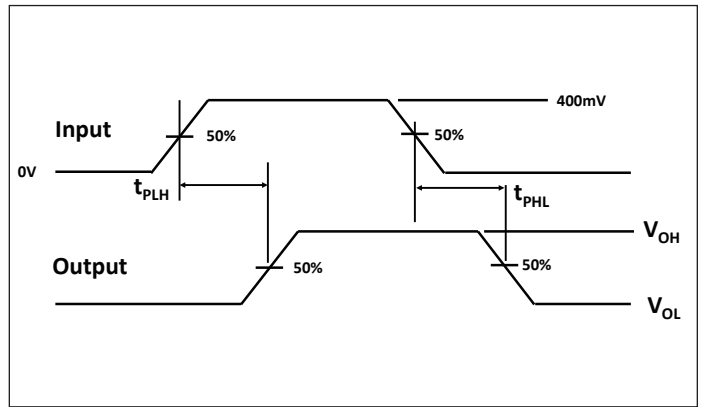 400mV
Input
50%
50%
0V
tPLH
tPHL
VOH
Output
50%
50%
VOL